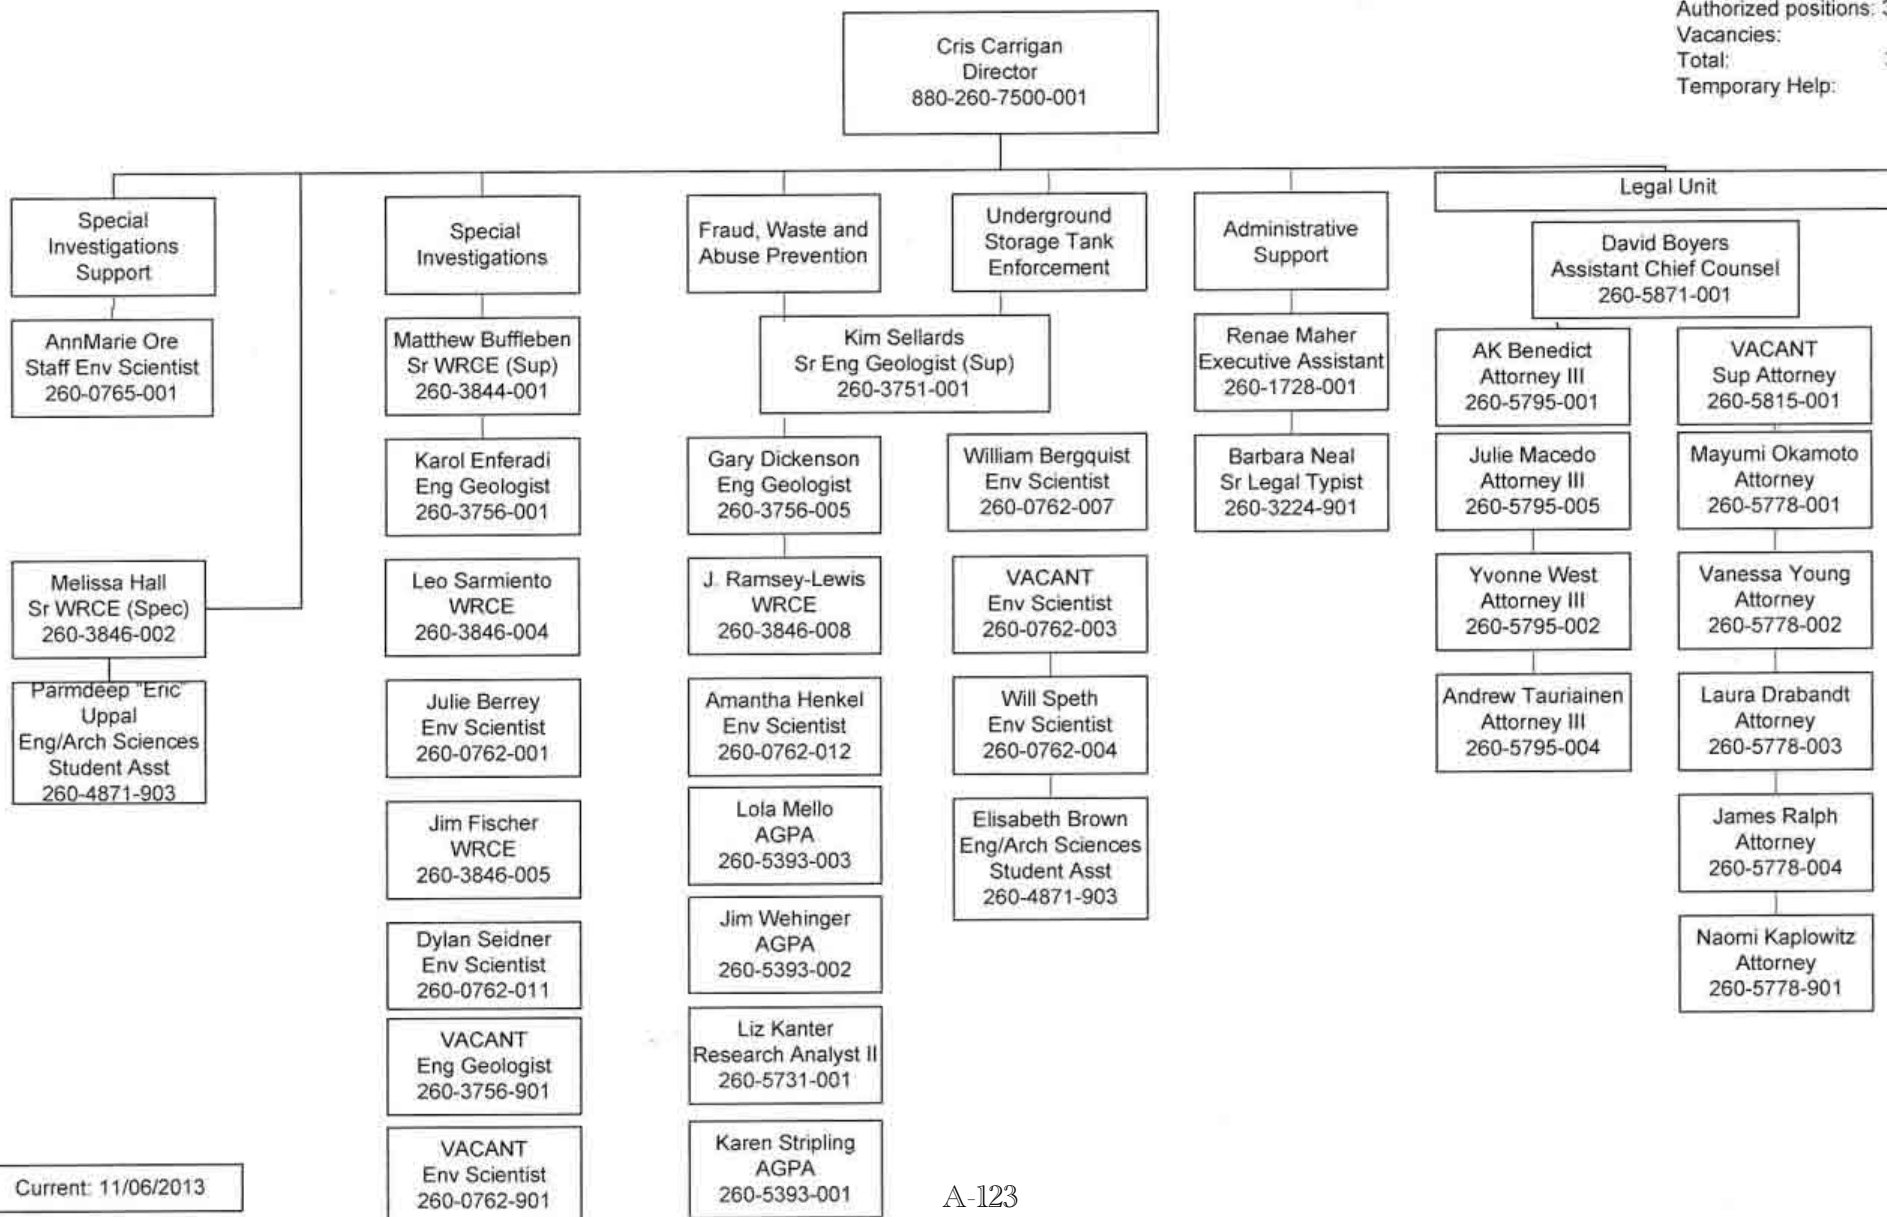 Authorized positions:
Vacancies:
Total:
Temporary Help:
Cris Carrigan
Director
880-260-7500-001
Special
Investigations
Support
AnnMarie Ore
Staff Env Scientist
260-0765-001
Melissa Hall
Sr WRCE (Spec)
260-3846-002
Parmdeep "Eric"
Uppal
Eng/Arch Sciences
Student Asst
260-4871-903
Special
Investigations
Matthew Buffleben
Sr WRCE (Sup)
260-3844-001
Karol Enferadi
Eng Geologist
260-3756-001
Leo Sarmiento
WRCE
260-3846-004
Julie Berrey
Env Scientist
260-0762-001
Jim Fischer
WRCE
260-3846-005
Dylan Seidner
Env Scientist
260-0762-011
VACANT
Eng Geologist
260-3756-901
VACANT
Env Scientist
260-0762-901
Fraud, Waste and
Abuse Prevention
Underground
Storage Tank
Enforcement
Kim Sellards
Sr Eng Geologist (Sup)
260-3751-001
Gary Dickenson
Eng Geologist
260-3756-005
J. Ramsey-Lewis
WRCE
260-3846-008
Amantha Henkel
Env Scientist
260-0762-012
Lola Mello
AGPA
260-5393-003
Jim Wehinger
AGPA
260-5393-002
Liz Kanter
Research Analyst II
260-5731-001
Karen Stripling
AGPA
260-5393-001
William Bergquist
Env Scientist
260-0762-007
VACANT
Env Scientist
260-0762-003
Will Speth
Env Scientist
260-0762-004
Elisabeth Brown
Eng/Arch Sciences
Student Asst
260-4871-903
Administrative
Support
Renae Maher
Executive Assistant
260-1728-001
Barbara Neal
Sr Legal Typist
260-3224-901
Legal Unit
David Boyers
Assistant Chief Counsel
260-5871-001
AK Benedict
Attorney III
260-5795-001
Julie Macedo
Attorney III
260-5795-005
Yvonne West
Attorney III
260-5795-002
Andrew Tauriainen
Attorney III
260-5795-004
VACANT
Sup Attorney
260-5815-001
Mayumi Okamoto
Attorney
260-5778-001
Vanessa Young
Attorney
260-5778-002
Laura Drabandt
Attorney
260-5778-003
James Ralph
Attorney
260-5778-004
Naomi Kaplowitz
Attorney
260-5778-901
Current: 11/06/2013
A-123